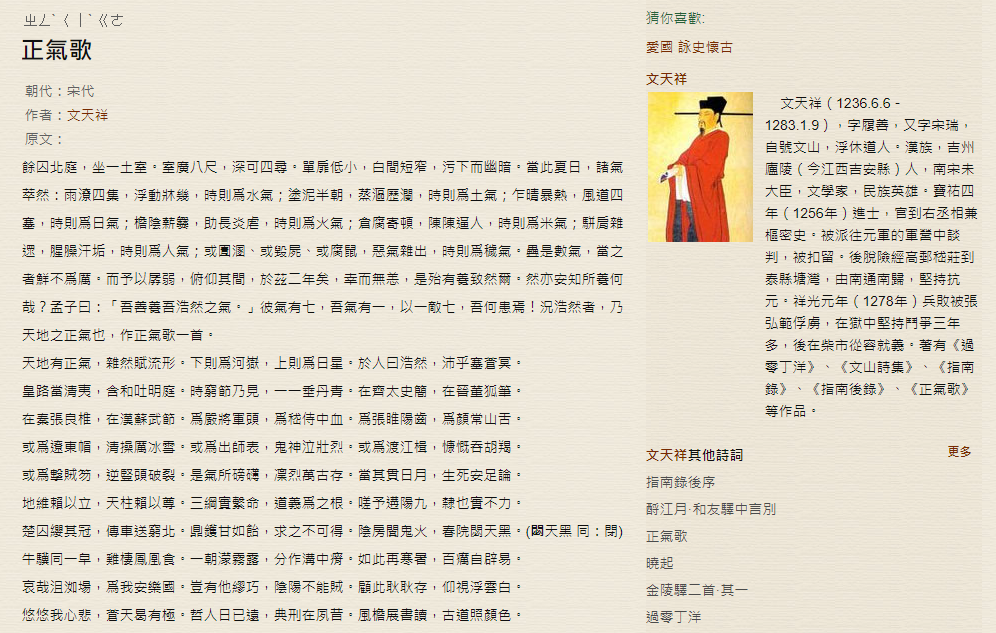 ㄓㄥˋ ㄑㄧˋ ㄍㄜ
正氣歌
朝代：宋代
作者：文天祥
原文：
餘囚北庭，坐一土室。室廣八尺，深可四尋。單扉低小，白間短窄，污下而幽暗。當此夏日，諸氣
萃然：雨潦四集，浮動牀幾，時則爲水氣；塗泥半朝，蒸漚歷瀾，時則爲土氣；乍晴暴熱，風道四
塞，時則爲日氣；檐陰薪爨，助長炎虐，時則爲火氣；倉腐寄頓，陳陳逼人，時則爲米氣；駢肩雜
遝，腥臊汗垢，時則爲人氣；或圊溷、或毀屍、或腐鼠，惡氣雜出，時則爲穢氣。疊是數氣，當之
者鮮不爲厲。而予以孱弱，俯仰其間，於茲二年矣，幸而無恙，是殆有養致然爾。然亦安知所養何
哉？孟子曰：「吾善養吾浩然之氣。」彼氣有七，吾氣有一，以一敵七，吾何患焉！況浩然者，乃
天地之正氣也，作正氣歌一首。
天地有正氣，雜然賦流形。下則爲河嶽，上則爲日星。於人曰浩然，沛乎塞蒼冥。
皇路當清夷，含和吐明庭。時窮節乃見，一一垂丹青。在齊太史簡，在晉董狐筆。
在秦張良椎，在漢蘇武節。爲嚴將軍頭，爲嵇侍中血。爲張睢陽齒，爲顏常山舌。
或爲遼東帽，清操厲冰雪。或爲出師表，鬼神泣壯烈。或爲渡江楫，慷慨吞胡羯。
或爲擊賊笏，逆豎頭破裂。是氣所磅礴，凜烈萬古存。當其貫日月，生死安足論。
地維賴以立，天柱賴以尊。三綱實繫命，道義爲之根。嗟予遘陽九，隸也實不力。
楚囚纓其冠，傳車送窮北。鼎鑊甘如飴，求之不可得。陰房闐鬼火，春院閟天黑。(閟天黑 同：閉)
牛驥同一皁，雞棲鳳凰食。一朝濛霧露，分作溝中瘠。如此再寒暑，百癘自辟易。
哀哉沮洳場，爲我安樂國。豈有他繆巧，陰陽不能賊。顧此耿耿存，仰視浮雲白。
悠悠我心悲，蒼天曷有極。哲人日已遠，典刑在夙昔。風檐展書讀，古道照顏色。
猜你喜歡:
愛國 詠史懷古
文天祥
文天祥（1236.6.6 -
1283.1.9），字履善，又字宋瑞，
自號文山，浮休道人。漢族，吉州
廬陵（今江西吉安縣）人，南宋末
大臣，文學家，民族英雄。寶祐四
年（1256年）進士，官到右丞相兼
樞密史。被派往元軍的軍營中談
判，被扣留。後脫險經高郵嵇莊到
泰縣塘灣，由南通南歸，堅持抗
元。祥光元年（1278年）兵敗被張
弘範俘虜，在獄中堅持鬥爭三年
多，後在柴市從容就義。著有《過
零丁洋》、《文山詩集》、《指南
錄》、《指南後錄》、《正氣歌》
等作品。
文天祥其他詩詞 更多
指南錄後序
酹江月·和友驛中言別
正氣歌
曉起
金陵驛二首·其一
過零丁洋